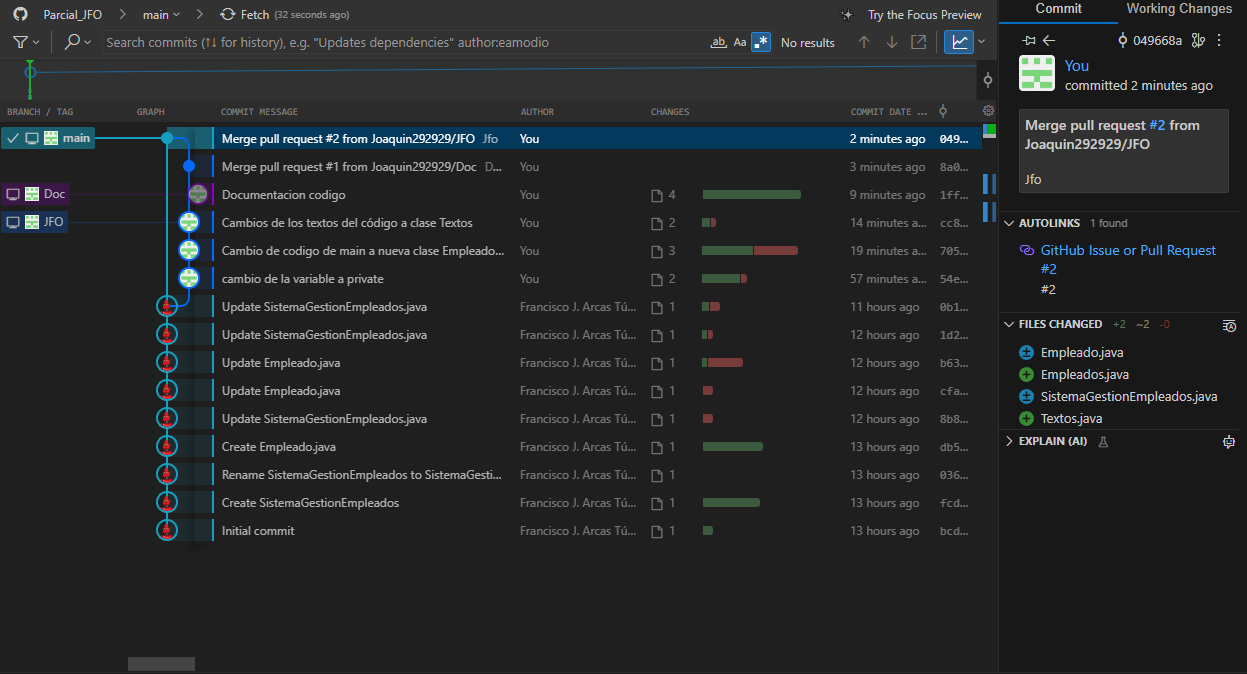 Parcial_JFO main Fetch (32 seconds ago) Try the Focus Preview
Search commits (↑↓ for history), e.g. "Updates dependencies" author:eamodio ab Aa .* No results
BRANCH / TAG GRAPH COMMIT MESSAGE AUTHOR CHANGES COMMIT DATE ...
main Merge pull request #2 from Joaquin292929/JFO Jfo You 2 minutes ago 049...
Merge pull request #1 from Joaquin292929/Doc D... You 3 minutes ago 8a0...
Doc Documentacion codigo You 4 9 minutes ago 1ff...
JFO Cambios de los textos del código a clase Textos You 2 14 minutes a... cc8...
Cambio de codigo de main a nueva clase Empleado... You 3 19 minutes a... 705...
cambio de la variable a private You 2 57 minutes a... 54e...
Update SistemaGestionEmpleados.java Francisco J. Arcas Tú... 1 11 hours ago 0b1...
Update SistemaGestionEmpleados.java Francisco J. Arcas Tú... 1 12 hours ago 1d2...
Update Empleado.java Francisco J. Arcas Tú... 1 12 hours ago b63...
Update Empleado.java Francisco J. Arcas Tú... 1 12 hours ago cfa...
Update SistemaGestionEmpleados.java Francisco J. Arcas Tú... 1 12 hours ago 8b8...
Create Empleado.java Francisco J. Arcas Tú... 1 13 hours ago db5...
Rename SistemaGestionEmpleados to SistemaGesti... Francisco J. Arcas Tú... 1 13 hours ago 036...
Create SistemaGestionEmpleados Francisco J. Arcas Tú... 1 13 hours ago fcd...
Initial commit Francisco J. Arcas Tú... 1 13 hours ago bcd...
Commit Working Changes
049668a
You
committed 2 minutes ago
Merge pull request #2 from
Joaquin292929/JFO
Jfo
AUTOLINKS 1 found
GitHub Issue or Pull Request
#2
#2
FILES CHANGED +2 ~2 -0
Empleado.java
Empleados.java
SistemaGestionEmpleados.java
Textos.java
EXPLAIN (AI)